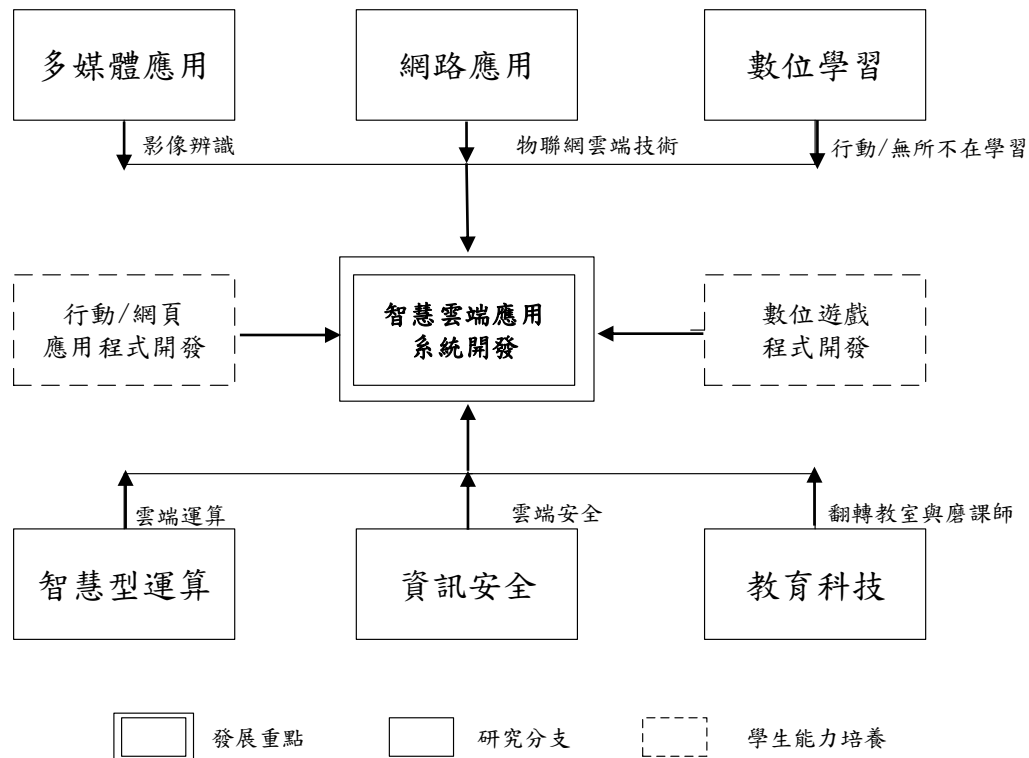 多媒體應用
網路應用
數位學習
影像辨識
物聯網雲端技術
行動/無所不在學習
行動/網頁
應用程式開發
智慧雲端應用
系統開發
數位遊戲
程式開發
雲端運算
雲端安全
翻轉教室與磨課師
智慧型運算
資訊安全
教育科技
發展重點
研究分支
學生能力培養